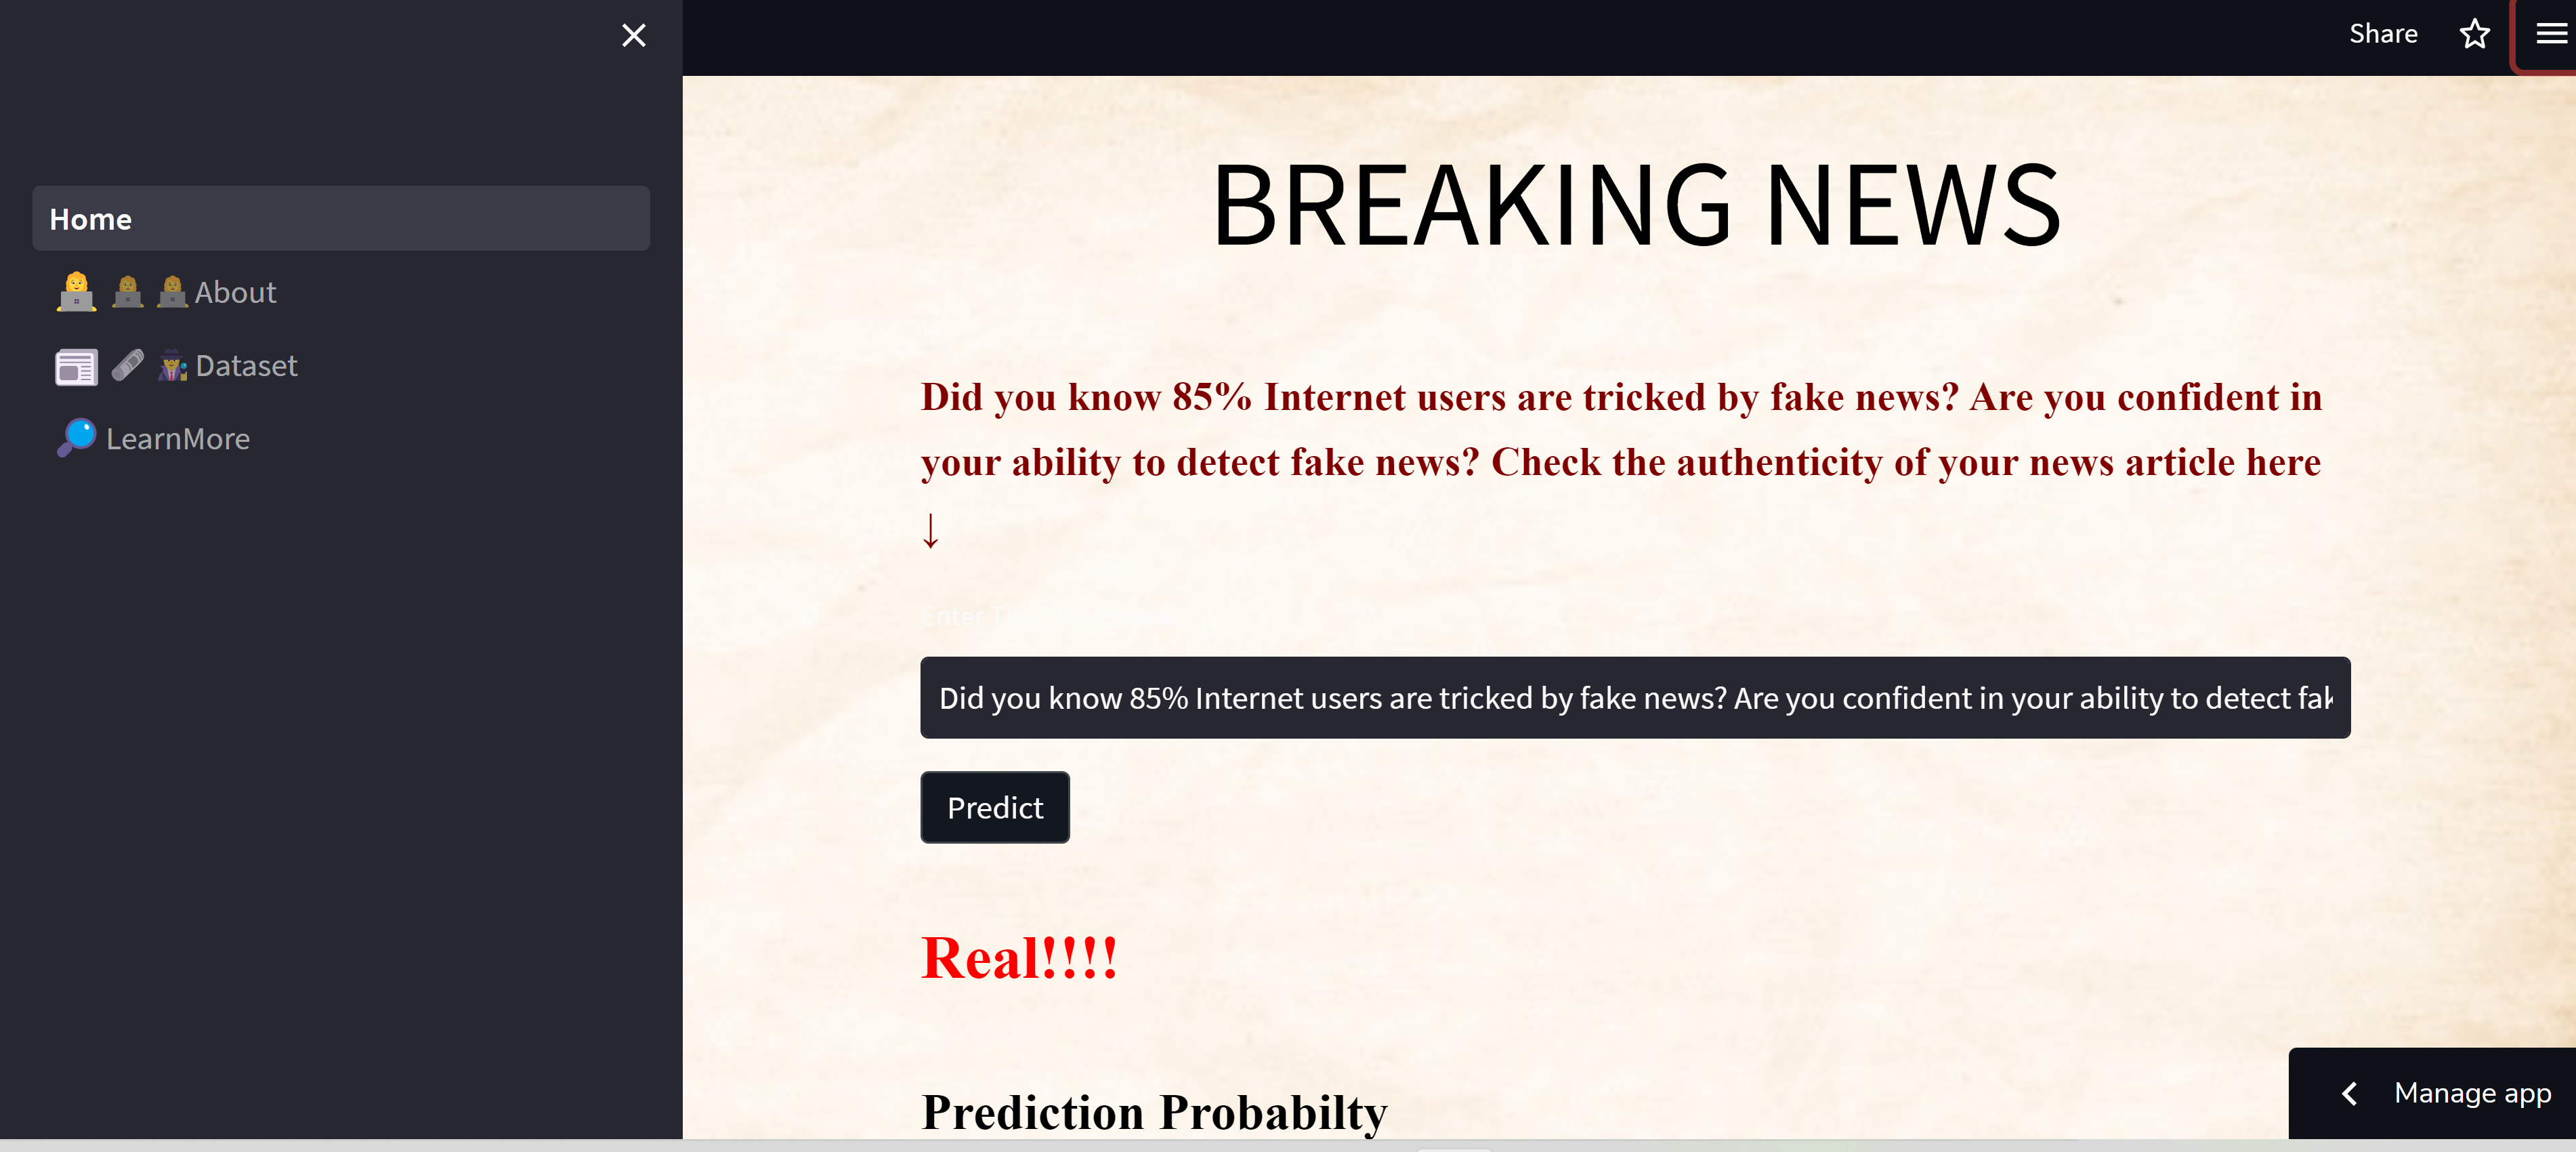 Share
Home
About
Dataset
LearnMore
BREAKING NEWS
Did you know 85% Internet users are tricked by fake news? Are you confident in
your ability to detect fake news? Check the authenticity of your news article here
↓
Enter
Did you know 85% Internet users are tricked by fake news? Are you confident in your ability to detect fak
Predict
Real!!!!
Prediction Probabilty
Manage app